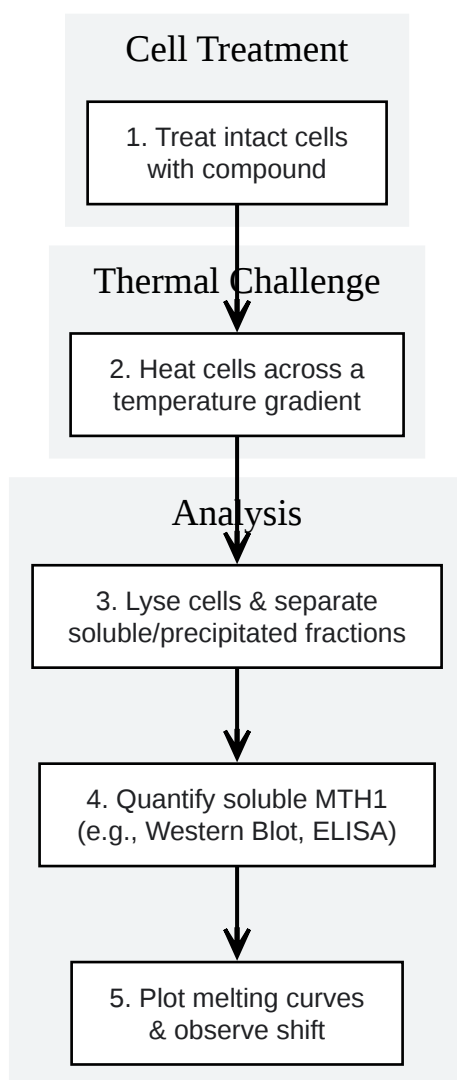 Cell Treatment
1. Treat intact cells
with compound
Thermal Challenge
2. Heat cells across a
temperature gradient
Analysis
3. Lyse cells & separate
soluble/precipitated fractions
4. Quantify soluble MTH1
(e.g., Western Blot, ELISA)
5. Plot melting curves
& observe shift